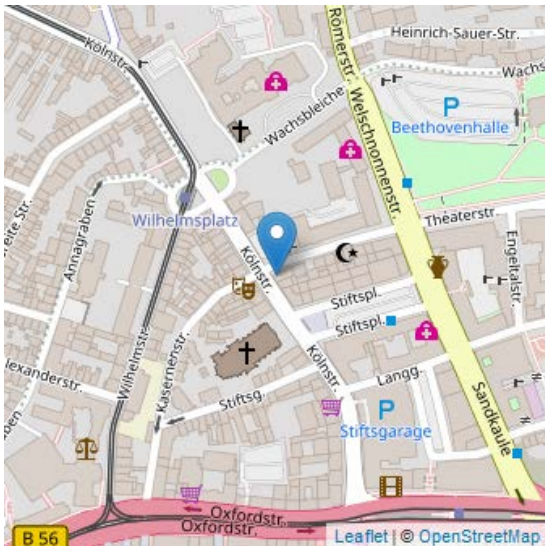 Kölnstr.
Heinrich-Sauer-Str.
Römerstr.
Wachs
Wachsbleiche
P
Beethovenhalle
Welschnonnenstr.
Annagraben
Wilhelmsplatz
Theaterstr.
Engeltalstr.
Kölnstr.
Stiftspl.
Stiftspl.
Wilhelmstr.
Kasernenstr.
Kölnstr.
Langg.
Stiftsg.
P
Stiftsgarage
Sandkaule
Oxfordstr.
Oxfordstr.
B 56
Leaflet | © OpenStreetMap